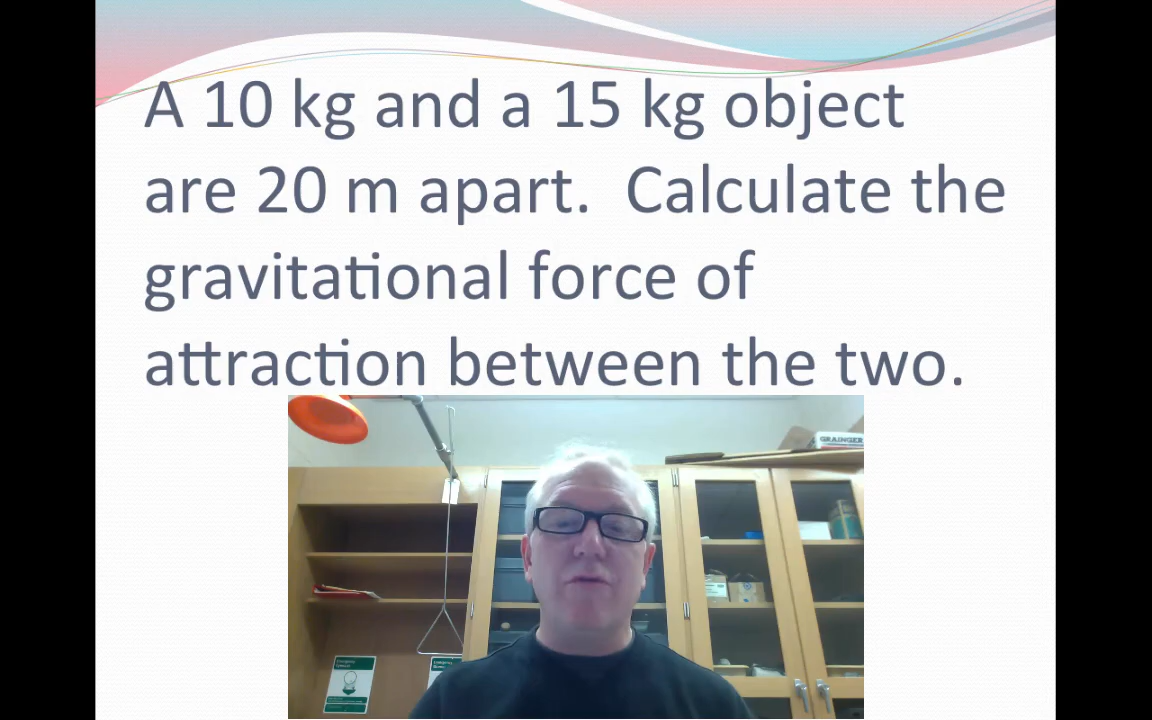 A 10 kg and a 15 kg object
are 20 m apart.  Calculate the
gravitational force of
attraction between the two.
GRAINGER